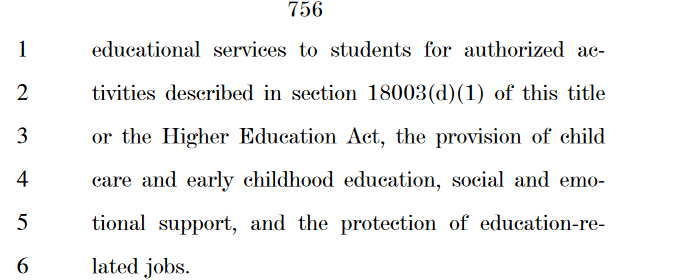 756
1 educational services to students for authorized ac-
2 tivities described in section 18003(d)(1) of this title
3 or the Higher Education Act, the provision of child
4 care and early childhood education, social and emo-
5 tional support, and the protection of education-re-
6 lated jobs.